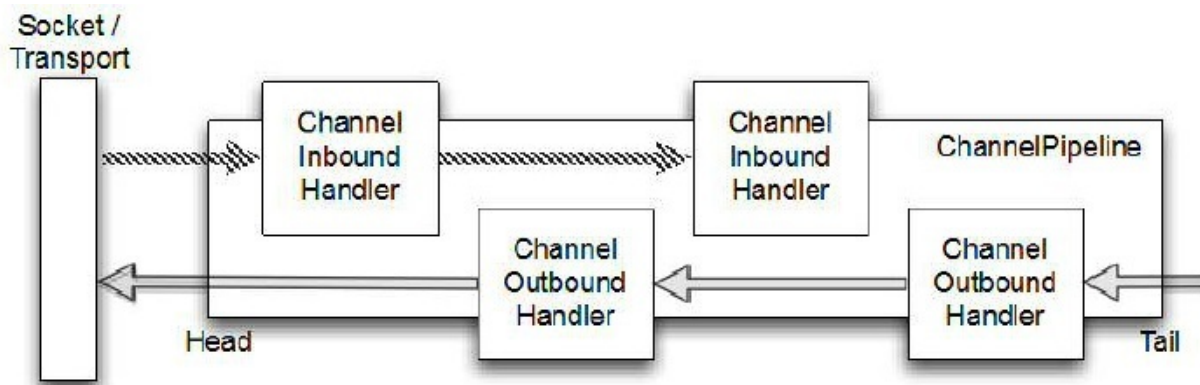 Socket /
Transport
Channel
Inbound
Handler
Channel
Inbound
Handler
ChannelPipeline
Channel
Outbound
Handler
Channel
Outbound
Handler
Head
Tail